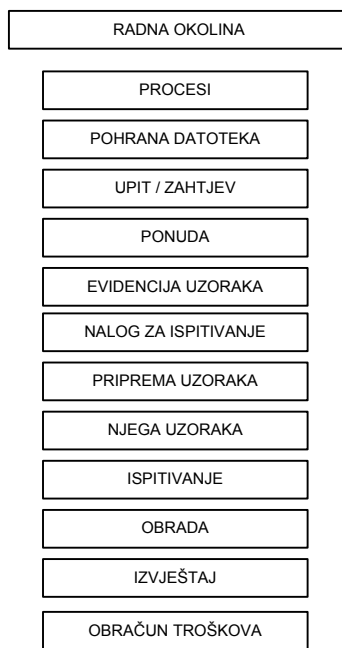 RADNA OKOLINA
PROCESI
POHRANA DATOTEKA
UPIT / ZAHTJEV
PONUDA
EVIDENCIJA UZORAKA
NALOG ZA ISPITIVANJE
PRIPREMA UZORAKA
NJEGA UZORAKA
ISPITIVANJE
OBRADA
IZVJEŠTAJ
OBRAČUN TROŠKOVA